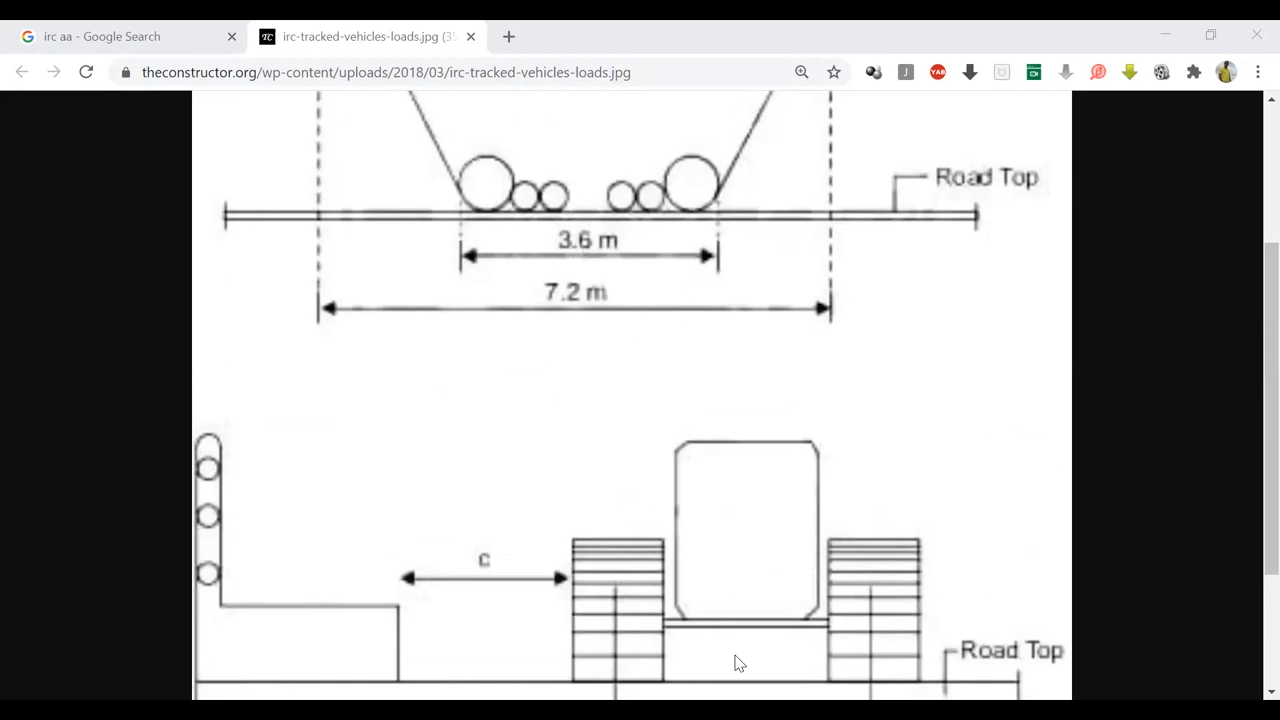 irc aa - Google Search
irc-tracked-vehicles-loads.jpg (35
theconstructor.org/wp-content/uploads/2018/03/irc-tracked-vehicles-loads.jpg
Road Top
3.6 m
7.2 m
c
Road Top